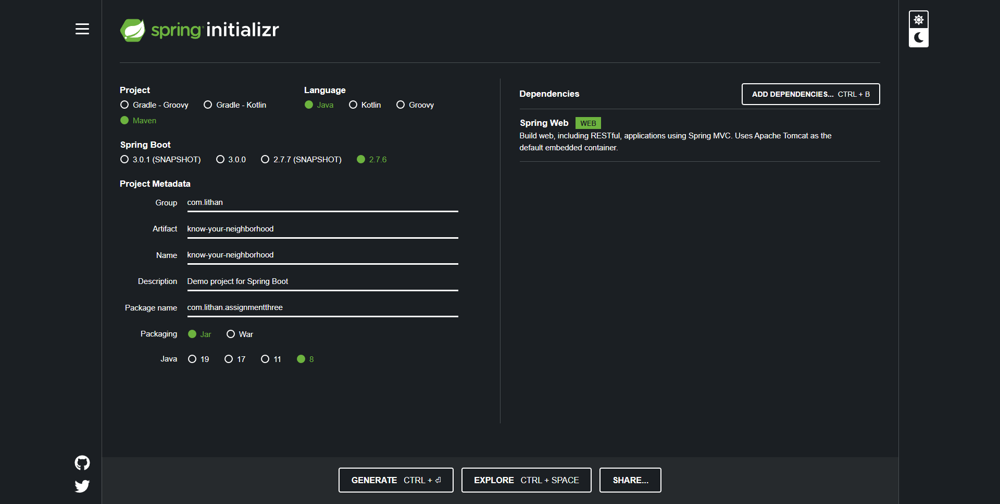 spring initializr
Project
Gradle - Groovy Gradle - Kotlin
Maven
Language
Java Kotlin Groovy
Spring Boot
3.0.1 (SNAPSHOT) 3.0.0 2.7.7 (SNAPSHOT) 2.7.6
Project Metadata
Group com.lithan
Artifact know-your-neighborhood
Name know-your-neighborhood
Description Demo project for Spring Boot
Package name com.lithan.assignmentthree
Packaging Jar War
Java 19 17 11 8
Dependencies
ADD DEPENDENCIES... CTRL + B
Spring Web WEB
Build web, including RESTful, applications using Spring MVC. Uses Apache Tomcat as the
default embedded container.
GENERATE CTRL + ⏎
EXPLORE CTRL + SPACE
SHARE...